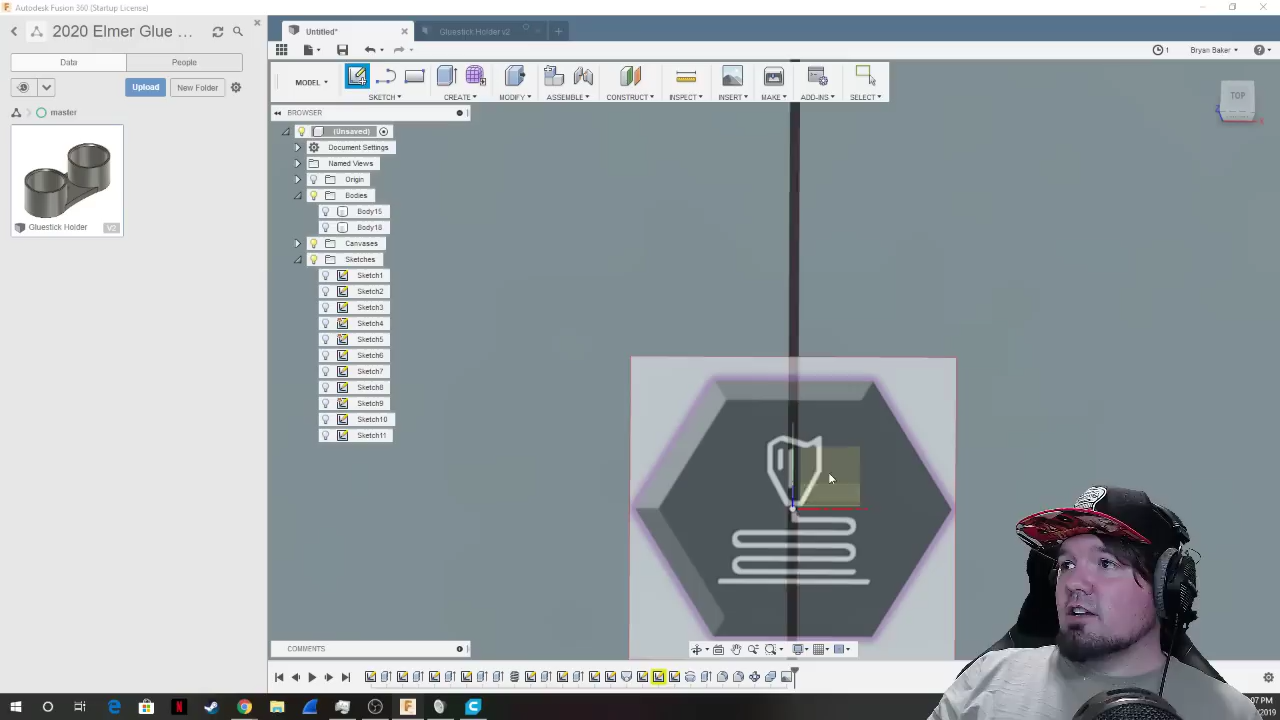 Autodesk Fusion 360 (Startup License)
2020 Elmer Glue ...
Untitled*
Gluestick Holder v2
Data
People
Bryan Baker
1
Upload
New Folder
MODEL
SKETCH
CREATE
MODIFY
ASSEMBLE
CONSTRUCT
INSPECT
INSERT
MAKE
ADD-INS
SELECT
TOP
master
BROWSER
(Unsaved)
Document Settings
Named Views
Origin
Bodies
Body15
Body18
Canvases
Sketches
Sketch1
Sketch2
Sketch3
Sketch4
Sketch5
Sketch6
Sketch7
Sketch8
Sketch9
Sketch10
Sketch11
Gluestick Holder
V2
COMMENTS